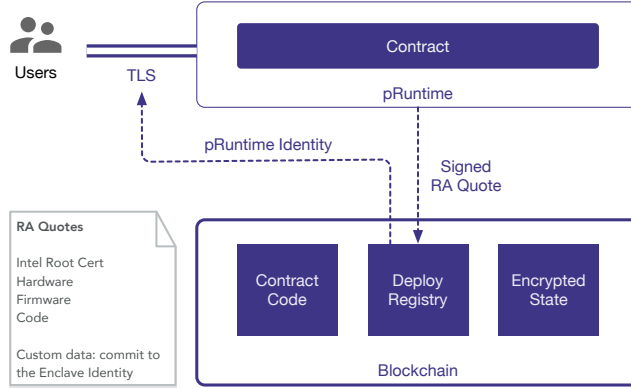 Contract
Users
TLS
pRuntime
pRuntime Identity
Signed
RA Quote
RA Quotes
Intel Root Cert
Hardware
Firmware
Code
Custom data: commit to
the Enclave Identity
Contract
Code
Deploy
Registry
Encrypted
State
Blockchain